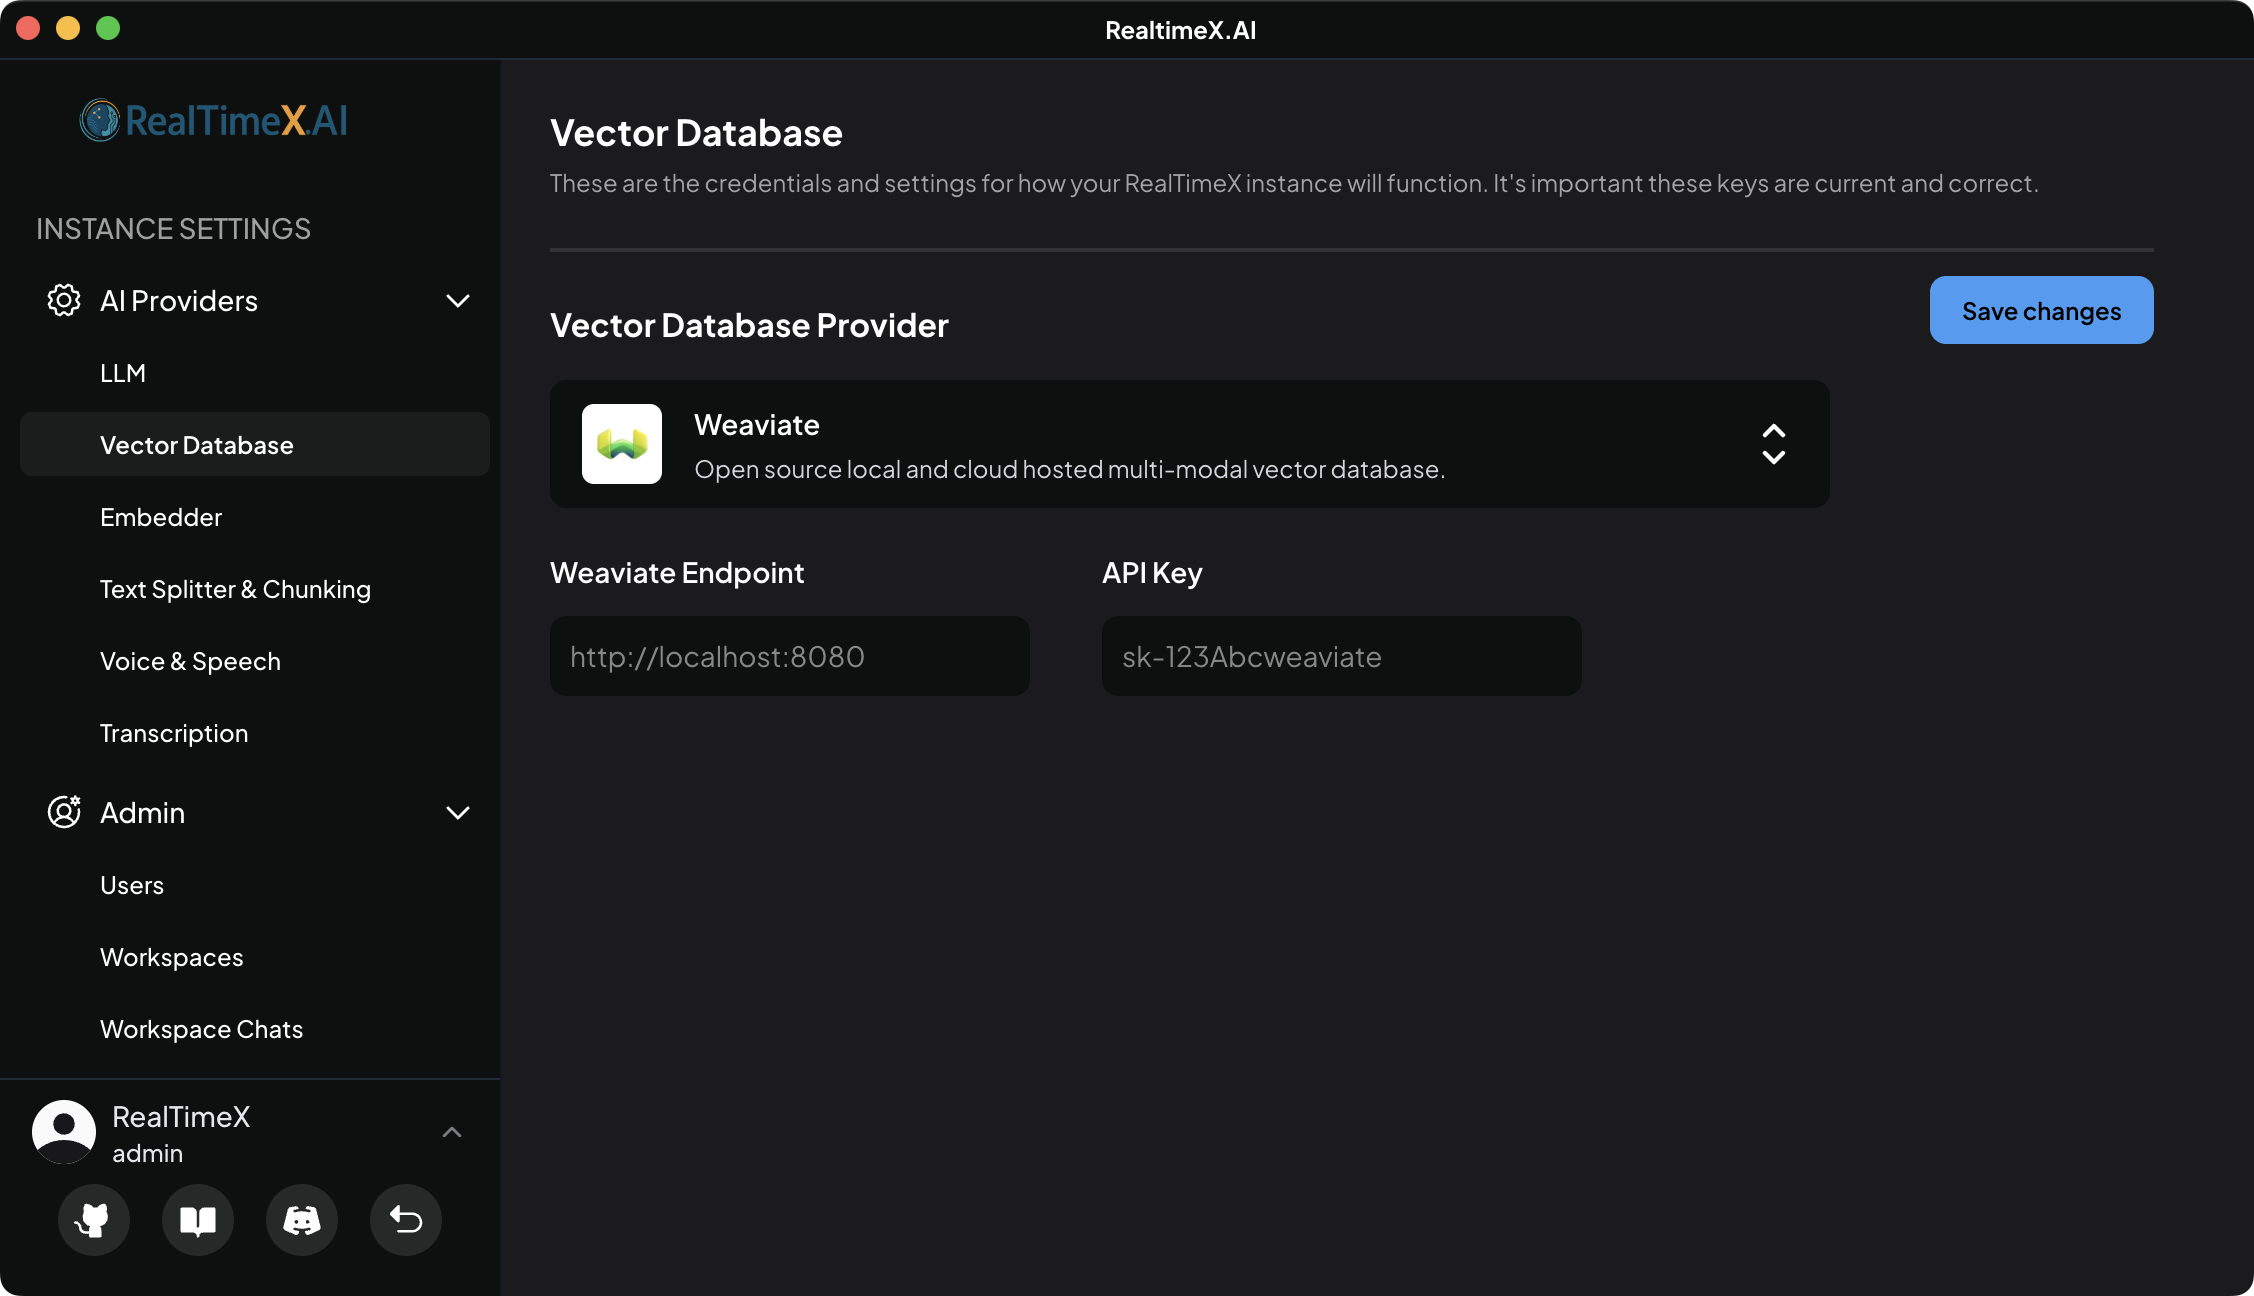 RealtimeX.AI
RealTimeX.AI
INSTANCE SETTINGS
AI Providers
LLM
Vector Database
Embedder
Text Splitter & Chunking
Voice & Speech
Transcription
Admin
Users
Workspaces
Workspace Chats
RealTimeX
admin
Vector Database
These are the credentials and settings for how your RealTimeX instance will function. It's important these keys are current and correct.
Save changes
Vector Database Provider
Weaviate
Open source local and cloud hosted multi-modal vector database.
Weaviate Endpoint
http://localhost:8080
API Key
sk-123Abcweaviate